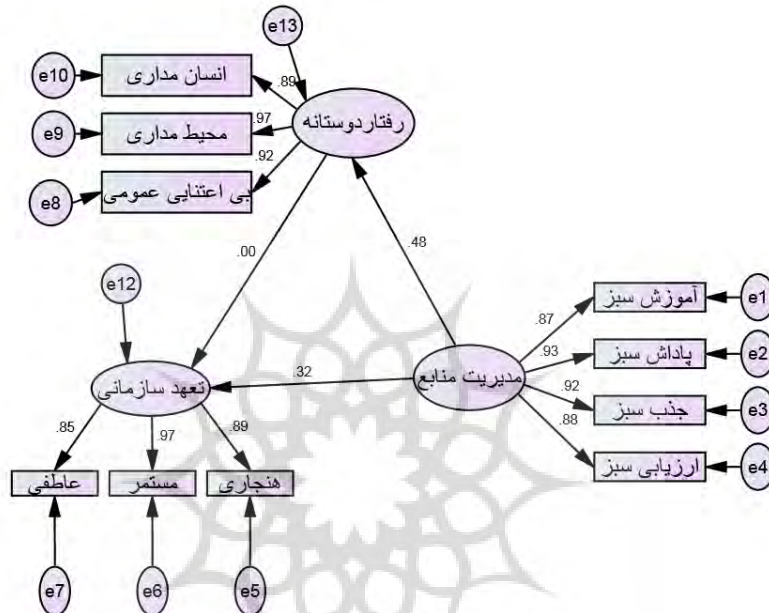 e13
e10
انسان مداری
.89
e9
محیط مداری
.97
رفتاردوستانه
e8
بی اعتنایی عمومی
.92
.48
.00
e12
e1
آموزش سبز
.87
e2
پاداش سبز
.93
تعهد سازمانی
.32
مدیریت منابع
e3
جذب سبز
.92
e4
ارزیابی سبز
.88
.85
.97
.89
عاطفی
مستمر
هنجاری
e7
e6
e5